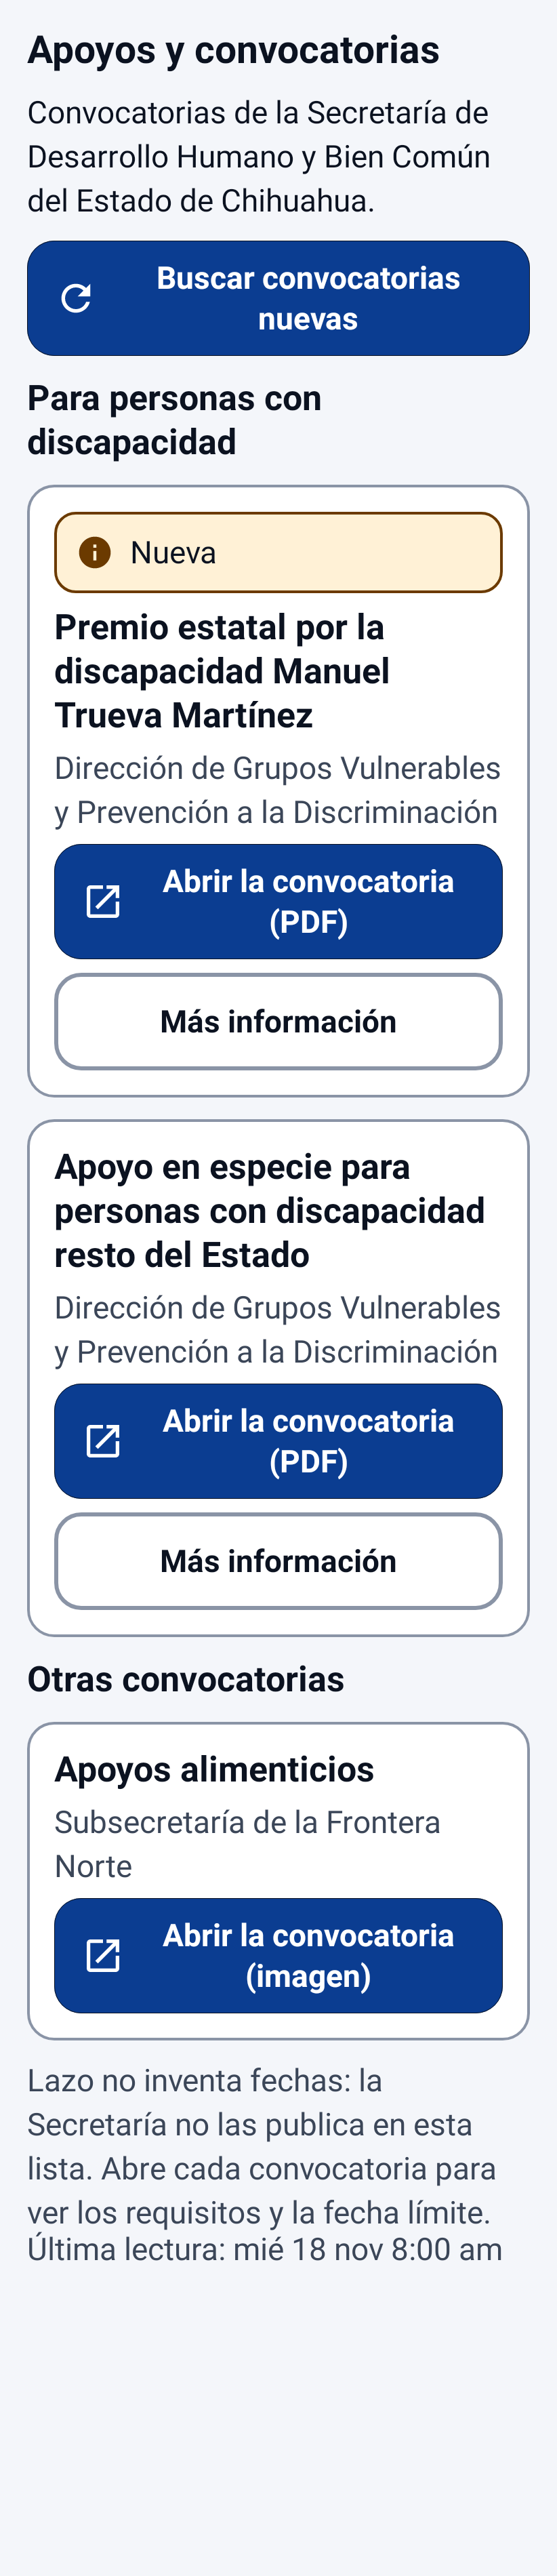 Apoyos y convocatorias
Convocatorias de la Secretaría de
Desarrollo Humano y Bien Común
del Estado de Chihuahua.
Buscar convocatorias
nuevas
Para personas con
discapacidad
Nueva
Premio estatal por la
discapacidad Manuel
Trueva Martínez
Dirección de Grupos Vulnerables
y Prevención a la Discriminación
Abrir la convocatoria
(PDF)
Más información
Apoyo en especie para
personas con discapacidad
resto del Estado
Dirección de Grupos Vulnerables
y Prevención a la Discriminación
Abrir la convocatoria
(PDF)
Más información
Otras convocatorias
Apoyos alimenticios
Subsecretaría de la Frontera
Norte
Abrir la convocatoria
(imagen)
Lazo no inventa fechas: la
Secretaría no las publica en esta
lista. Abre cada convocatoria para
ver los requisitos y la fecha límite.
Última lectura: mié 18 nov 8:00 am